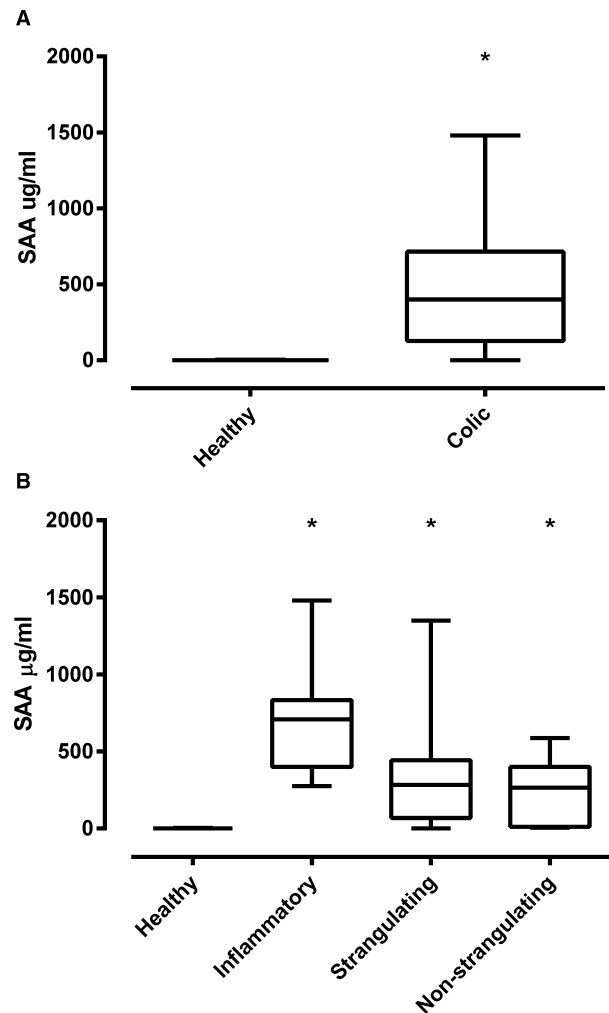 A
2000
*
1500
1000
500
0
SAA ug/ml
Healthy
Colic
B
2000
* * *
1500
1000
500
0
SAA µg/ml
Healthy
Inflammatory
Strangulating
Non-strangulating